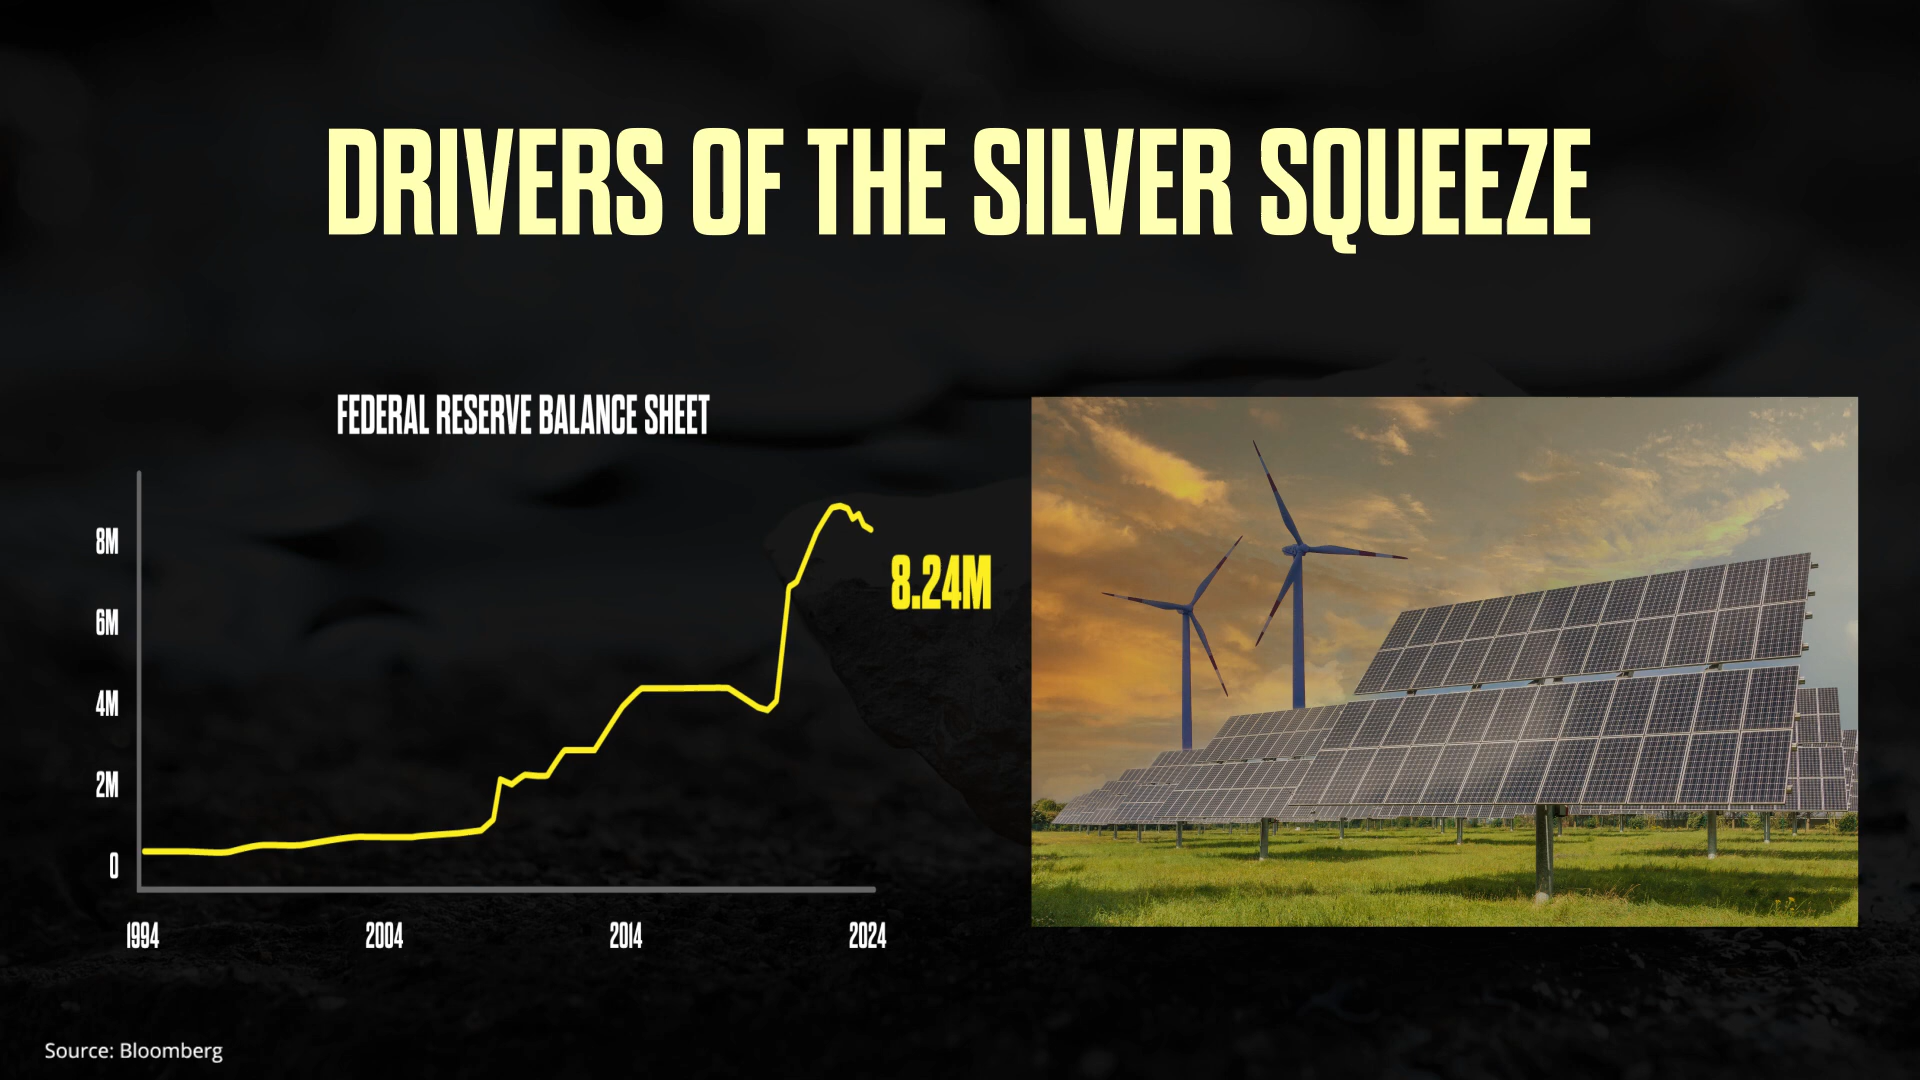 DRIVERS OF THE SILVER SQUEEZE
FEDERAL RESERVE BALANCE SHEET
8M
6M
4M
2M
0
8.24M
1994 2004 2014 2024
Source: Bloomberg